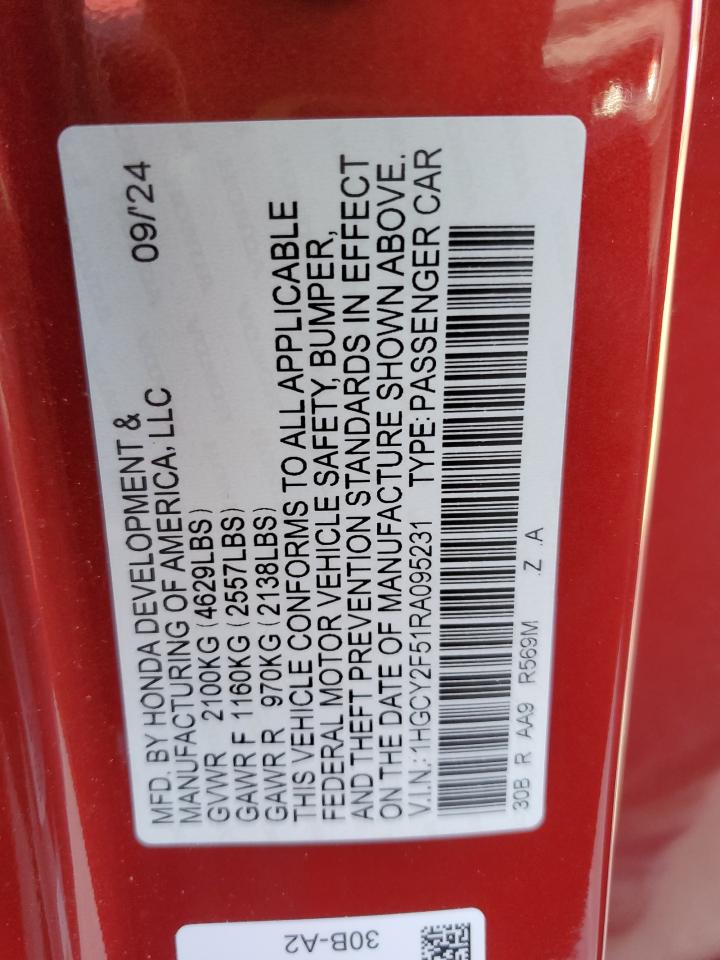 MFD. BY HONDA DEVELOPMENT &
MANUFACTURING OF AMERICA, LLC 09/'24
GVWR 2100KG (4629LBS)
GAWR F 1160KG (2557LBS)
GAWR R 970KG (2138LBS)
THIS VEHICLE CONFORMS TO ALL APPLICABLE
FEDERAL MOTOR VEHICLE SAFETY, BUMPER,
AND THEFT PREVENTION STANDARDS IN EFFECT
ON THE DATE OF MANUFACTURE SHOWN ABOVE.
V.I.N.: 1HGCY2F51RA095231 TYPE: PASSENGER CAR
30B R AA9 R569M .Z .A
30B-A2